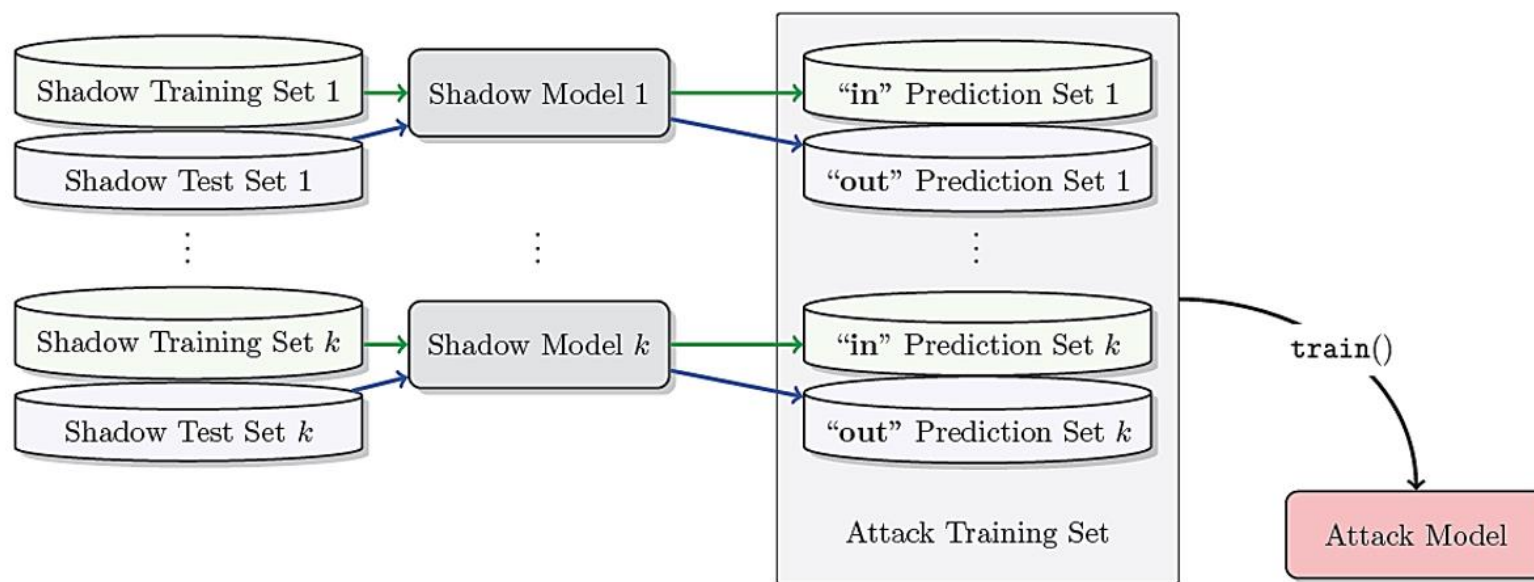 Shadow Training Set 1
Shadow Model 1
“in” Prediction Set 1
Shadow Test Set 1
“out” Prediction Set 1
⋮ ⋮ ⋮
Shadow Training Set k
Shadow Model k
“in” Prediction Set k
train()
Shadow Test Set k
“out” Prediction Set k
Attack Training Set
Attack Model